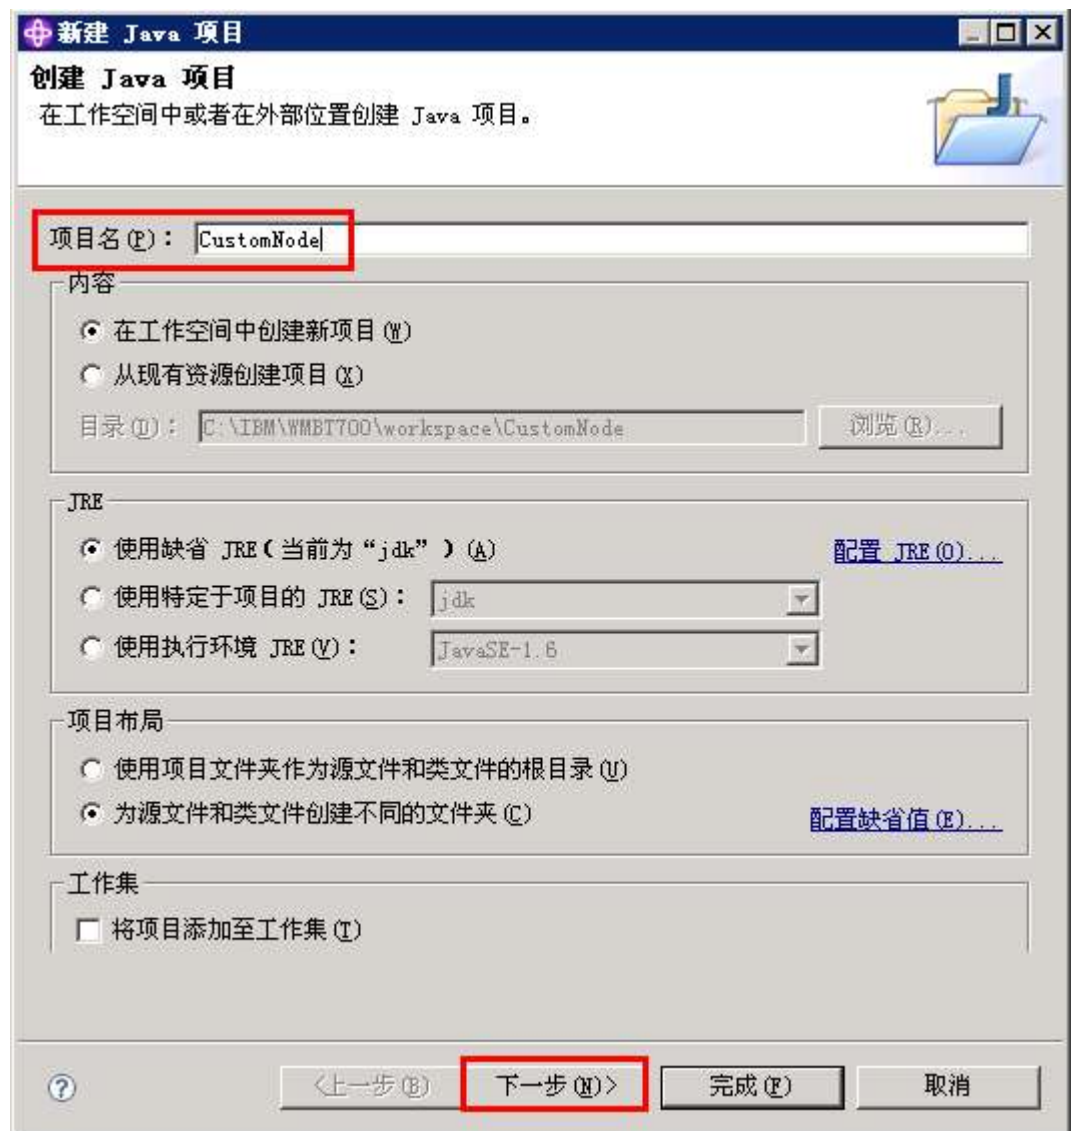 新建 Java 项目
创建 Java 项目
在工作空间中或者在外部位置创建 Java 项目。
项目名(P)： CustomNode
内容
在工作空间中创建新项目(W)
从现有资源创建项目(X)
目录(D)： C:\IBM\WMBT700\workspace\CustomNode 浏览(R)...
JRE
使用缺省 JRE(当前为“jdk”)(A) 配置 JRE(O)...
使用特定于项目的 JRE(S)： jdk
使用执行环境 JRE(V)： JavaSE-1.6
项目布局
使用项目文件夹作为源文件和类文件的根目录(U)
为源文件和类文件创建不同的文件夹(C) 配置缺省值(E)...
工作集
将项目添加至工作集(T)
? <上一步(B) 下一步(N)> 完成(F) 取消